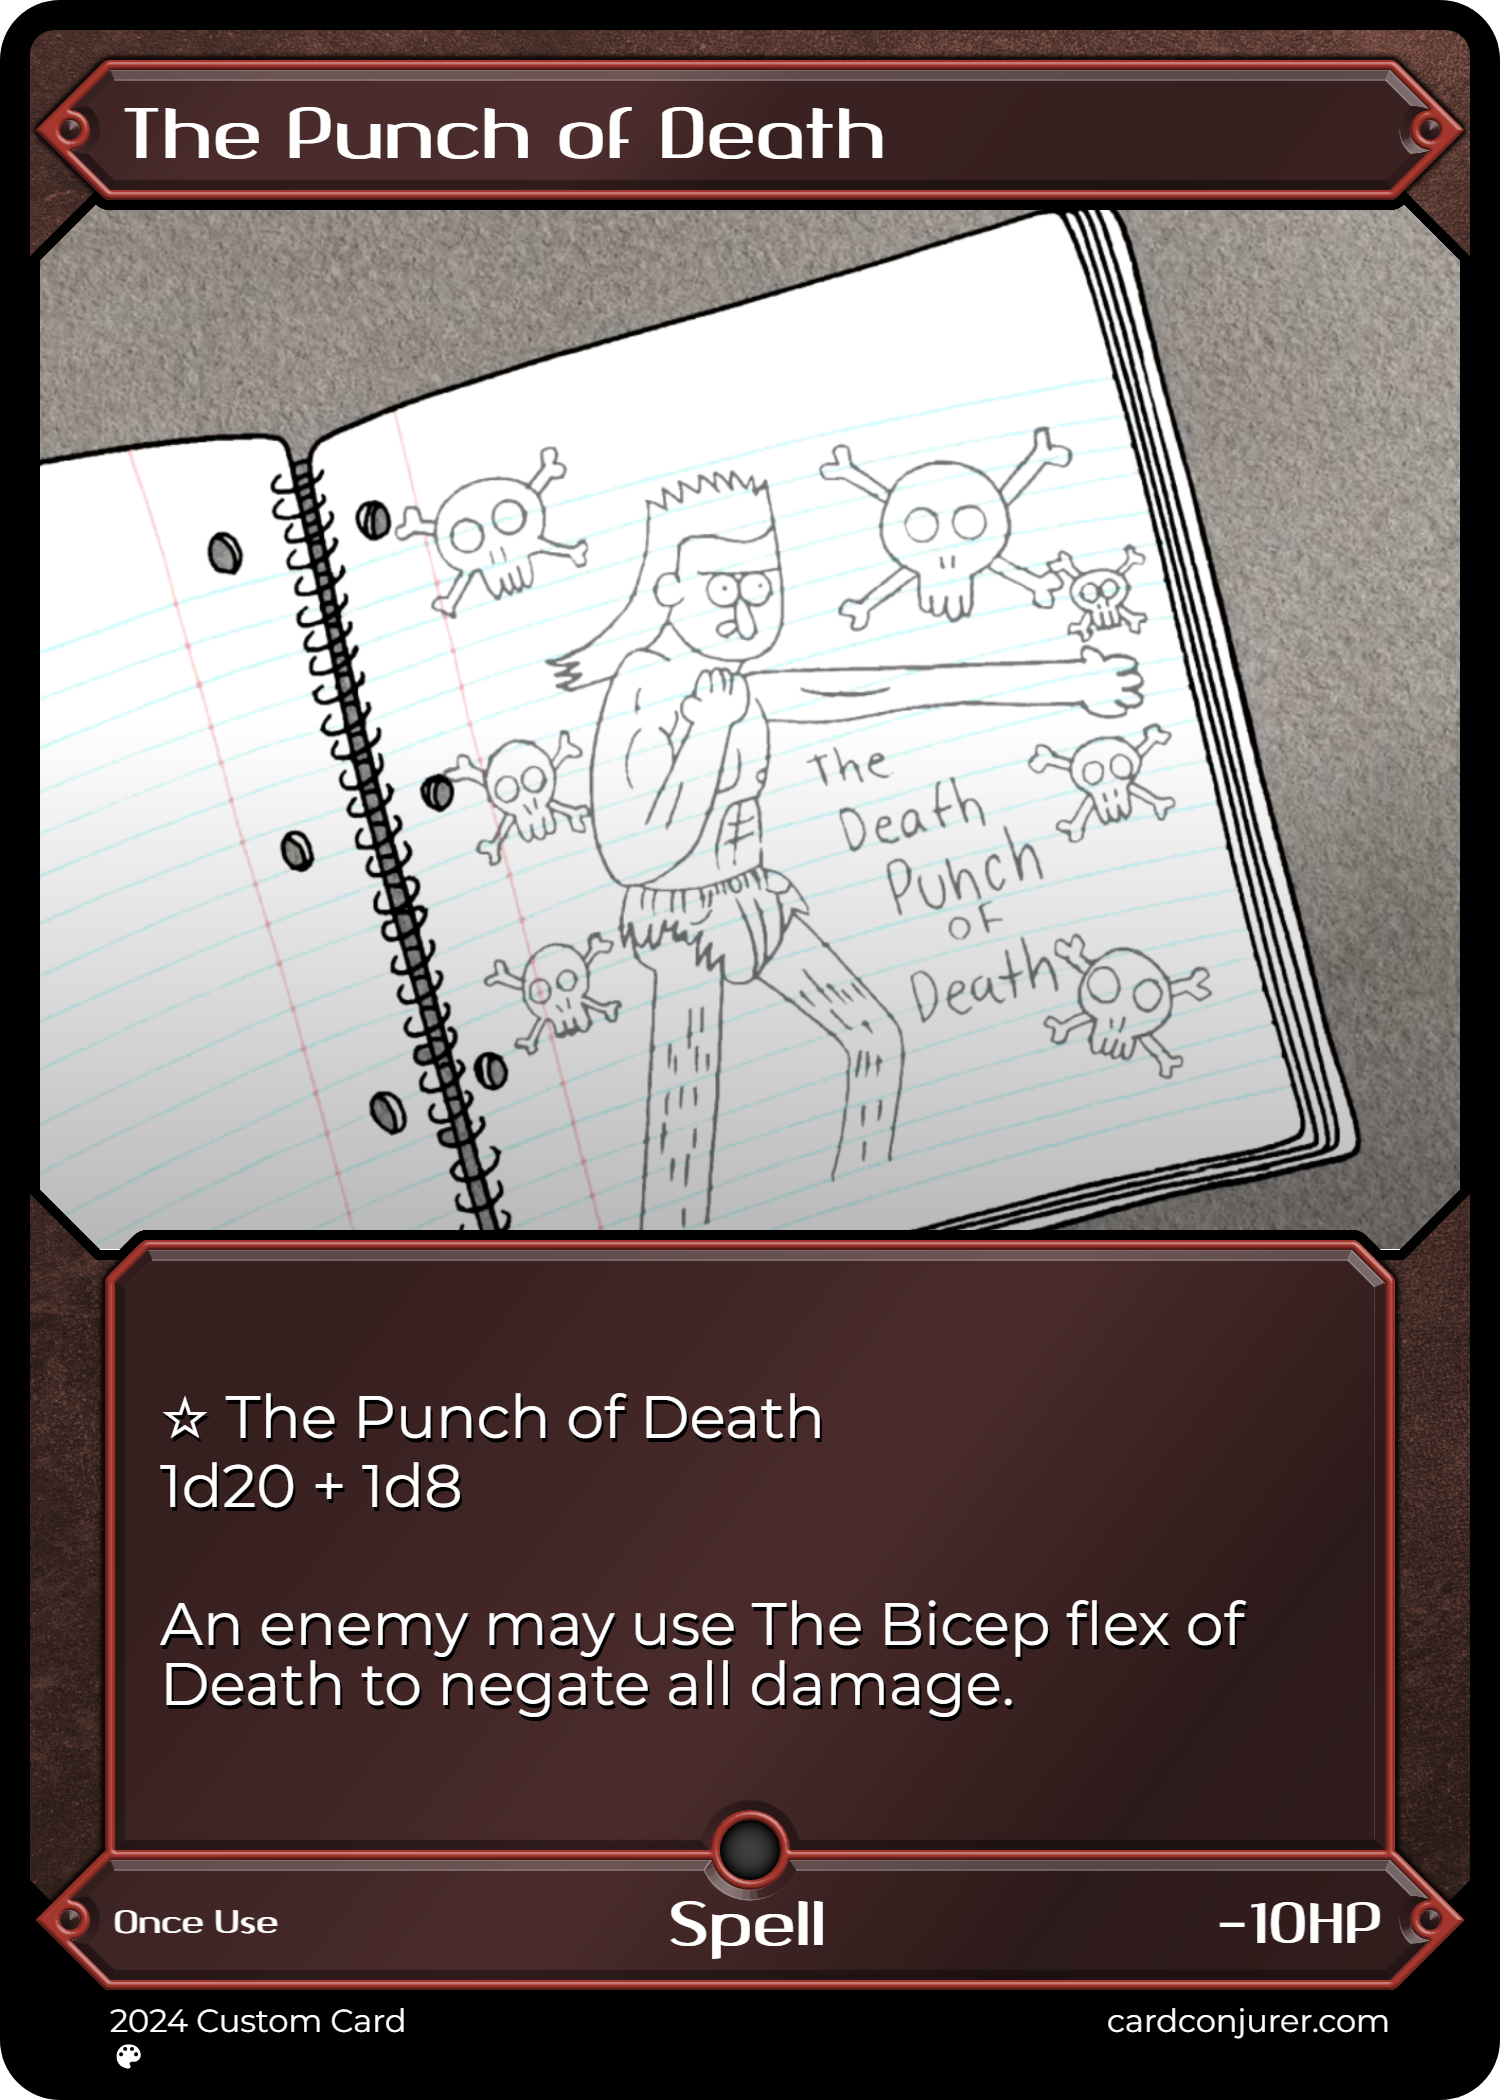 The Punch of Death
The
Death
Punch
of
Death
☆ The Punch of Death
1d20 + 1d8
An enemy may use The Bicep flex of
Death to negate all damage.
Once Use
Spell
-10HP
2024 Custom Card
cardconjurer.com